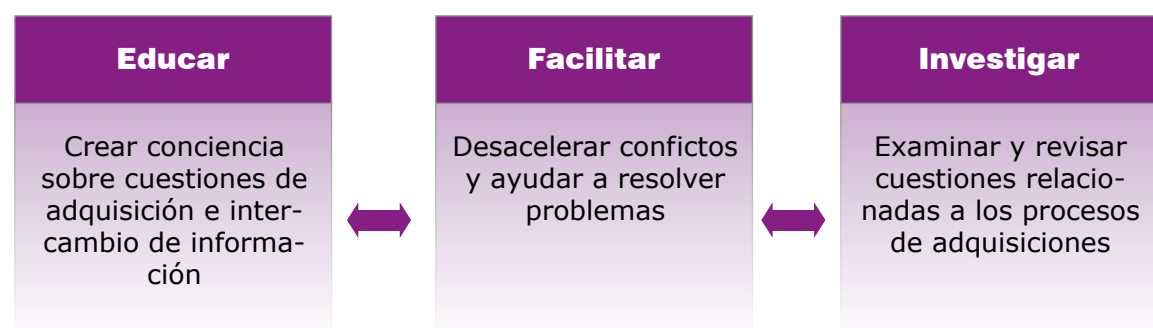 Educar
Crear conciencia
sobre cuestiones de
adquisición e inter-
cambio de informa-
ción
Facilitar
Desacelerar confictos
y ayudar a resolver
problemas
Investigar
Examinar y revisar
cuestiones relacio-
nadas a los procesos
de adquisiciones